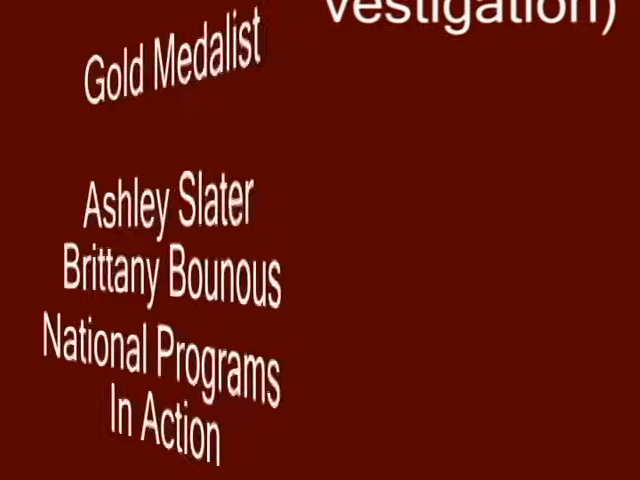 vestigation)
Gold Medalist
Ashley Slater
Brittany Bounous
National Programs
In Action